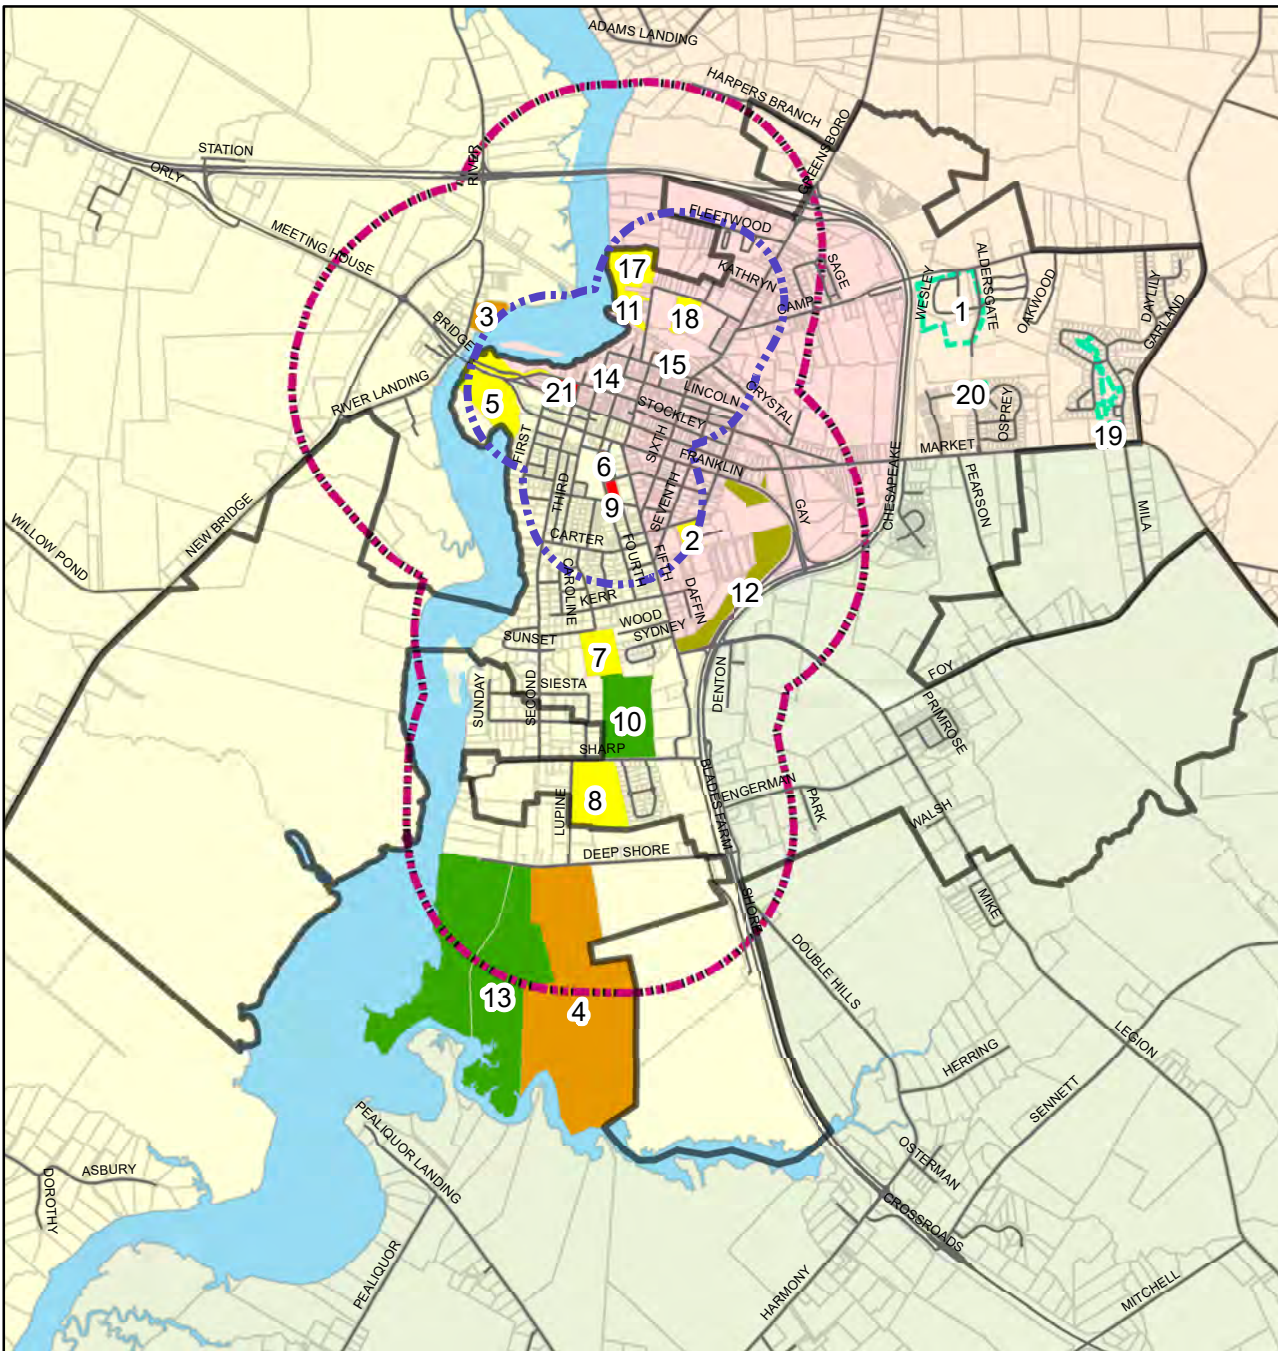 ADAMS LANDING
HARPERS BRANCH
GREENSBORO
STATION
RIVER
ORLY
MEETING HOUSE
FLEETWOOD
KATHRYN
SAGE
CAMP
WESLEY
ALDERSGATE
OAKWOOD
DAYLILY
GARLAND
17
11
18
1
3
BRIDGE
15
14
21
RIVER LANDING
5
LINCOLN
CRYSTAL
STOCKLEY
20
OSPREY
19
FIRST
SIXTH
FRANKLIN
MARKET
6
9
THIRD
SEVENTH
GAY
CHESAPEAKE
PEARSON
MILA
WILLOW POND
NEW BRIDGE
CARTER
FOURTH
FIFTH
2
12
CAROLINE
KERR
DAFFIN
WOOD
SYDNEY
SUNSET
7
DENTON
FOY
SIESTA
SUNDAY
SECOND
10
PRIMROSE
SHARP
BLADES FARM
ENGERMAN
PARK
WALSH
8
LUPINE
DEEP SHORE
SHORE
MIKE
DOUBLE HILLS
13
4
LEGION
HERRING
SENNETT
PEALIQUOR LANDING
OSTERMAN
ASBURY
DOROTHY
CROSSROADS
PEALIQUOR
HARMONY
MITCHELL